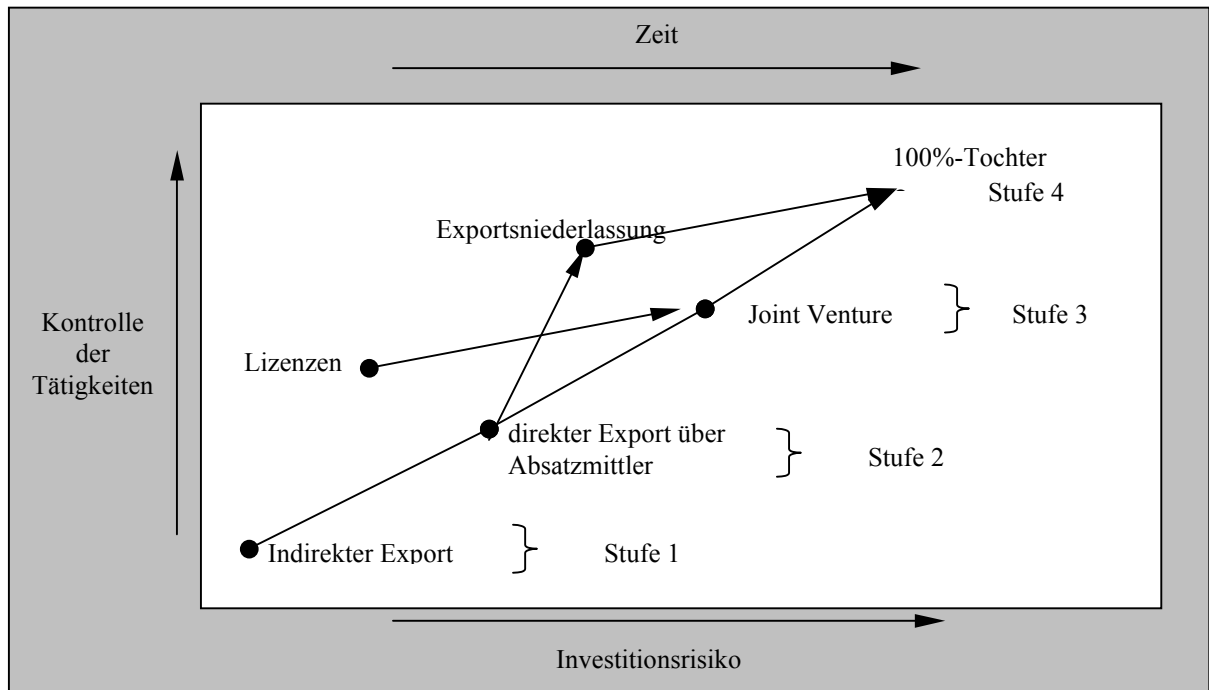 Zeit
100%-Tochter
Stufe 4
Exportsniederlassung
Kontrolle
der
Tätigkeiten
Joint Venture
Stufe 3
Lizenzen
direkter Export über
Absatzmittler
Stufe 2
Indirekter Export
Stufe 1
Investitionsrisiko